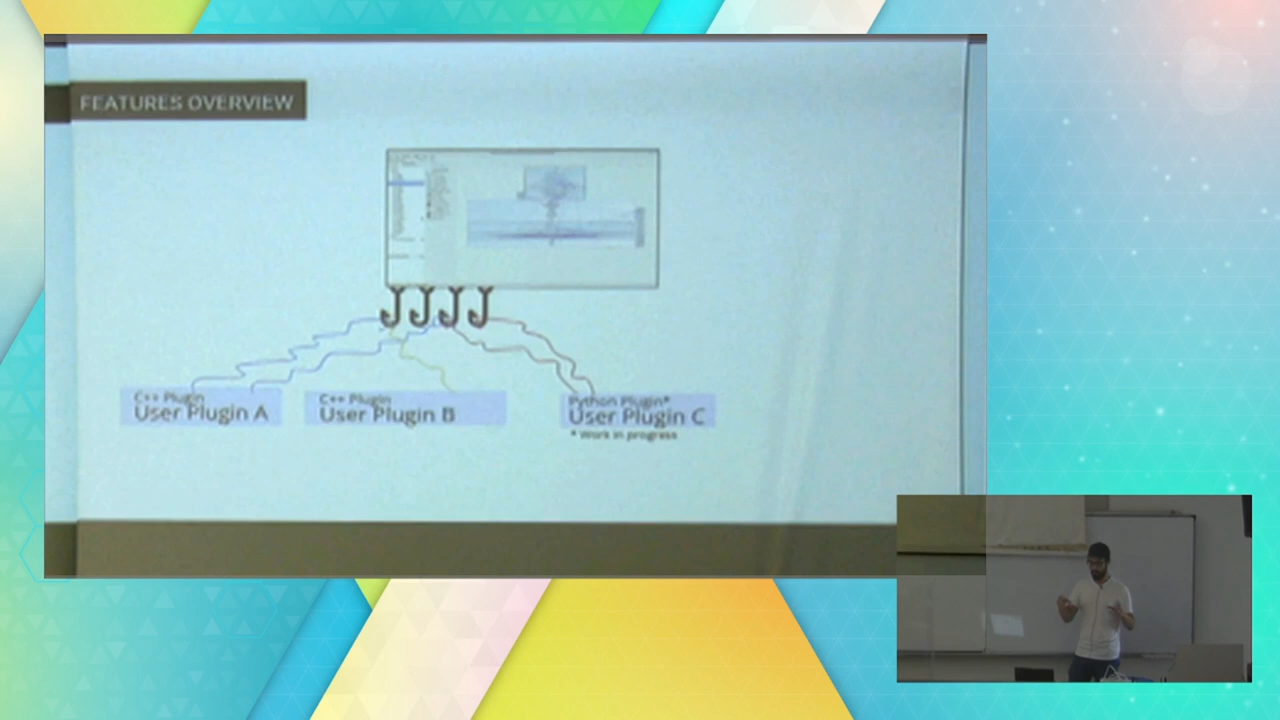 FEATURES OVERVIEW
C++ Plugin
User Plugin A
C++ Plugin
User Plugin B
Python Plugin*
User Plugin C
* Work in progress